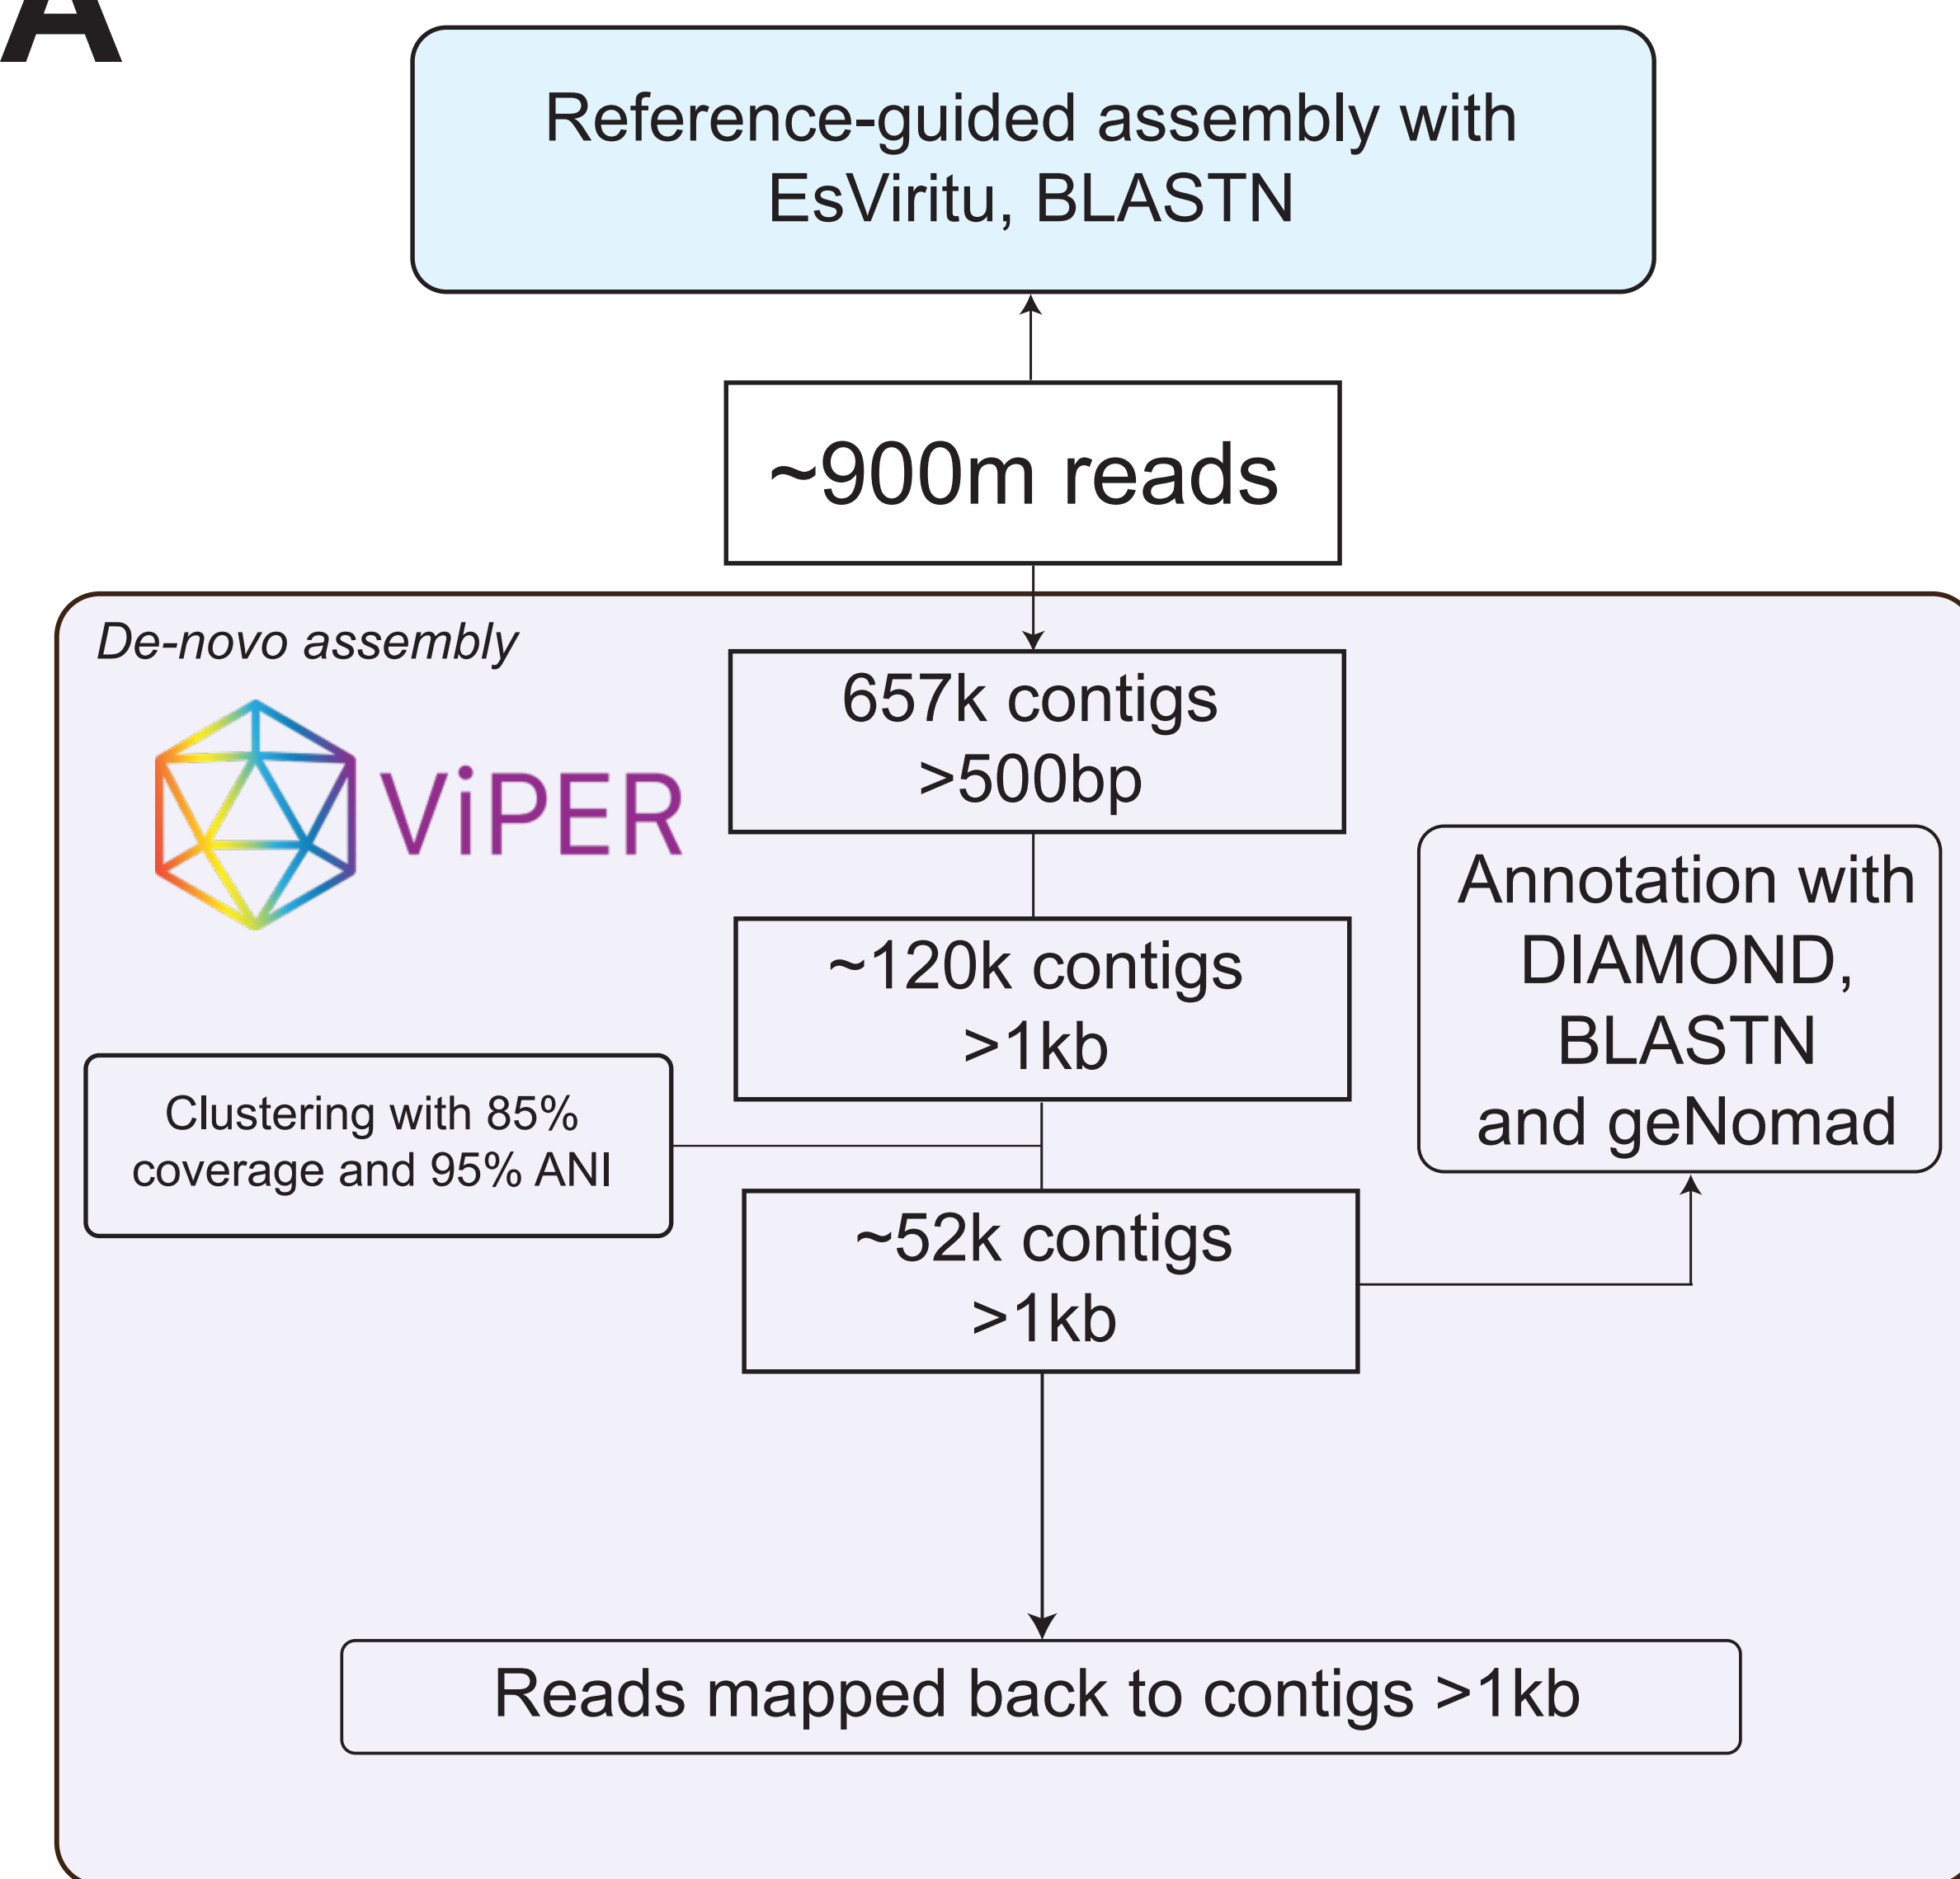 A
Reference-guided assembly with
EsViritu, BLASTN
~900m reads
De-novo assembly
ViPER
657k contigs
>500bp
~120k contigs
>1kb
Annotation with
DIAMOND,
BLASTN
and geNomad
Clustering with 85%
coverage and 95% ANI
~52k contigs
>1kb
Reads mapped back to contigs >1kb